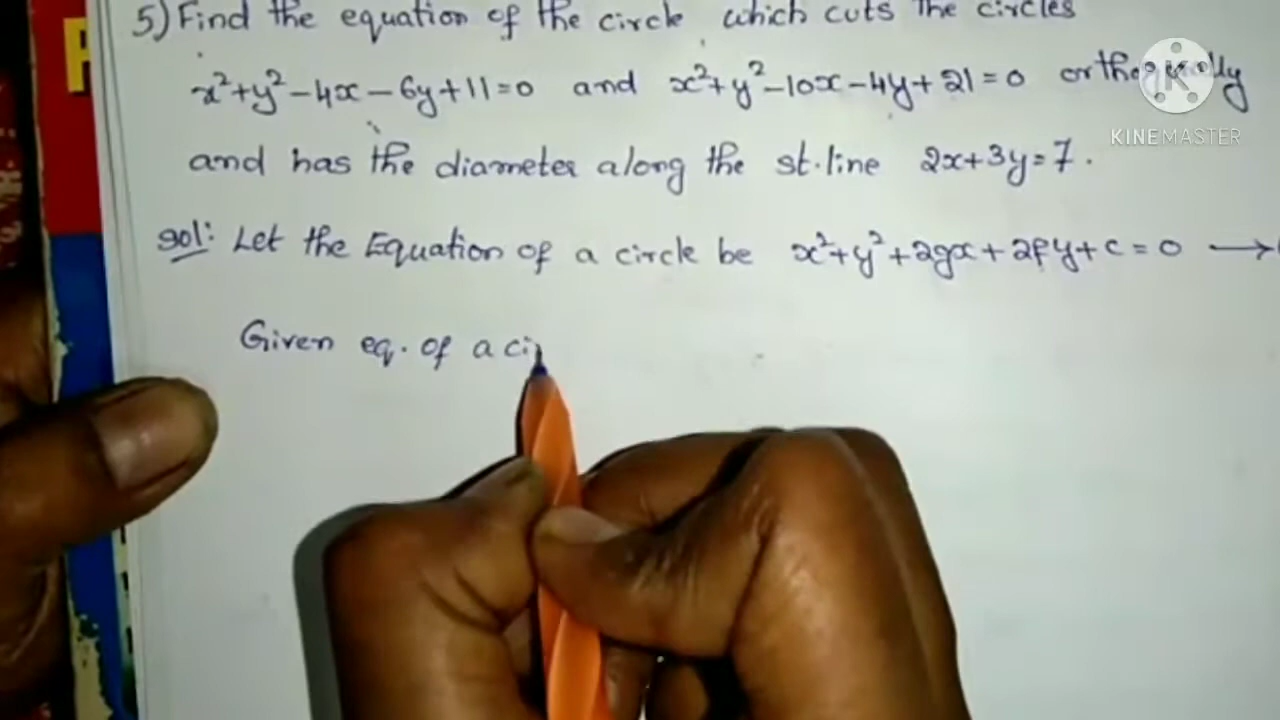 5) Find the equation of the circle which cuts the circles
x²+y²-4x-6y+11=0 and x²+y²-10x-4y+21=0 orthogonally
and has the diameter along the st.line 2x+3y=7.
sol: Let the Equation of a circle be x²+y²+2gx+2fy+c=0 →
Given eq. of a ci
KINEMASTER